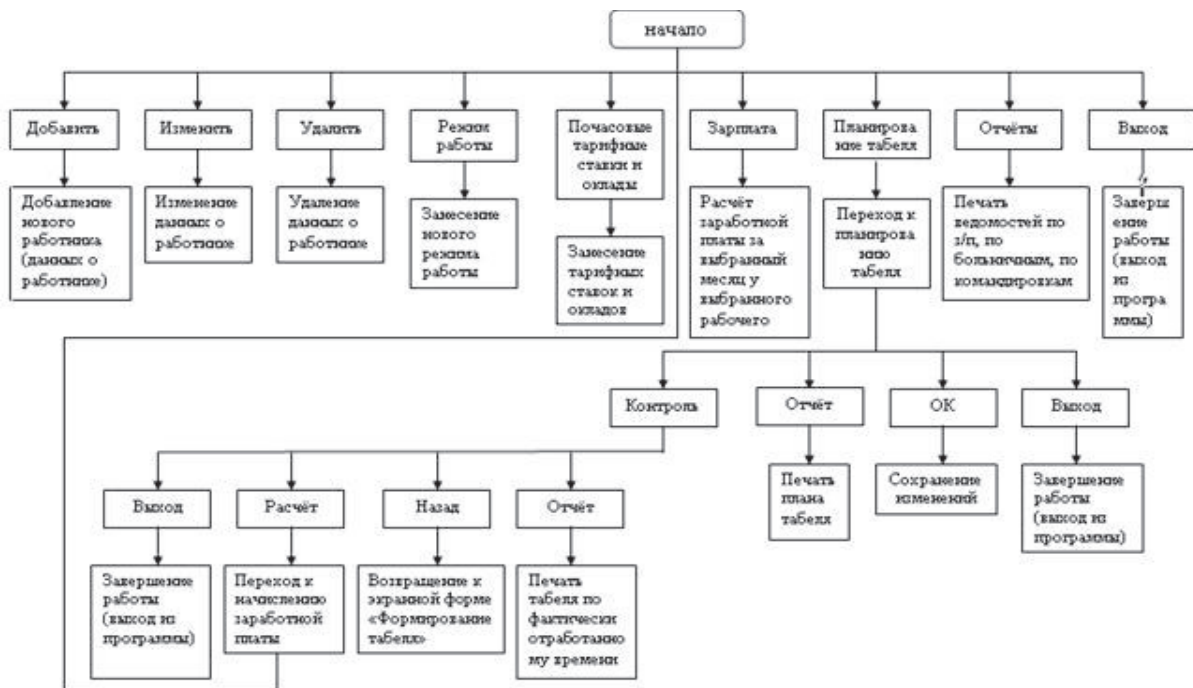 начало
Добавить
Изменить
Удалить
Режим
работы
Почасовые
тарифные
ставки и
оклады
Зарплата
Планирова
ние табеля
Отчёты
Выход
Добавление
нового
работника
(данных о
работнике)
Изменение
данных о
работнике
Удаление
данных о
работнике
Занесение
нового
режима
работы
Занесение
тарифных
ставок и
окладов
Расчёт
заработной
платы за
выбранный
месяц у
выбранного
рабочего
Переход к
планирова
нию
табеля
Печать
ведомостей по
з/п, по
больничным, по
командировкам
Заверш
ение
работы
(выход
из
програ
ммы)
Контроль
Отчёт
ОК
Выход
Печать
плана
табеля
Сохранение
изменений
Завершение
работы
(выход из
программы)
Выход
Расчёт
Назад
Отчёт
Завершение
работы
(выход из
программы)
Переход к
начислению
заработной
платы
Возвращение к
экранной форме
«Формирование
табеля»
Печать
табеля по
фактически
отработанно
му времени